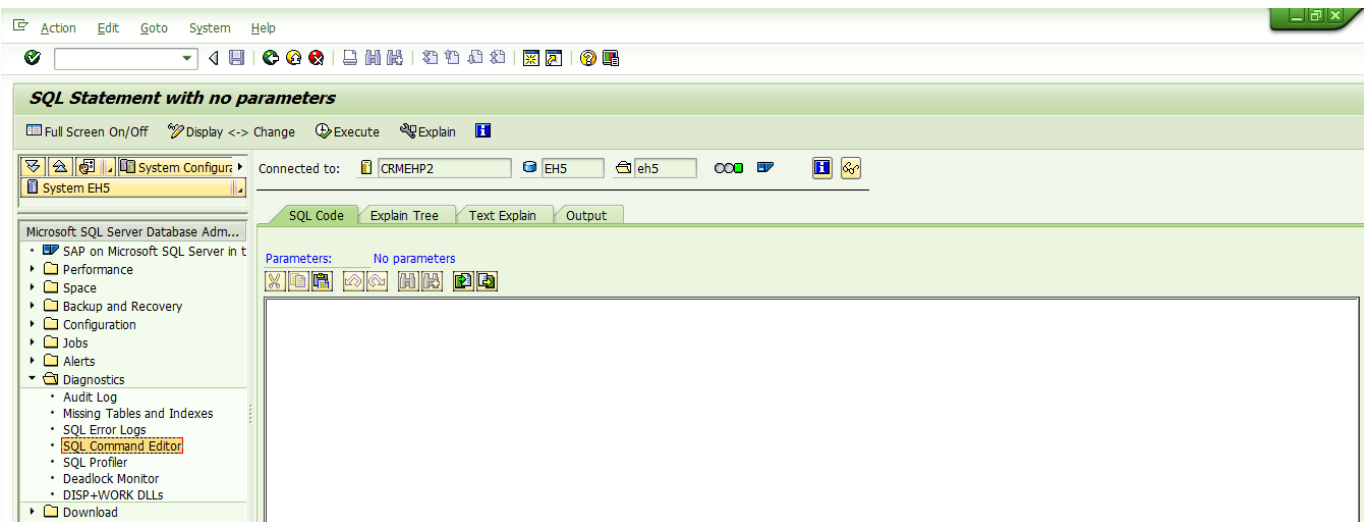 Action Edit Goto System Help
SQL Statement with no parameters
Full Screen On/Off Display <-> Change Execute Explain
System Configura
System EH5
Connected to: CRMEHP2 EH5 eh5
SQL Code Explain Tree Text Explain Output
Parameters: No parameters
Microsoft SQL Server Database Adm...
SAP on Microsoft SQL Server in t
Performance
Space
Backup and Recovery
Configuration
Jobs
Alerts
Diagnostics
Audit Log
Missing Tables and Indexes
SQL Error Logs
SQL Command Editor
SQL Profiler
Deadlock Monitor
DISP+WORK DLLs
Download